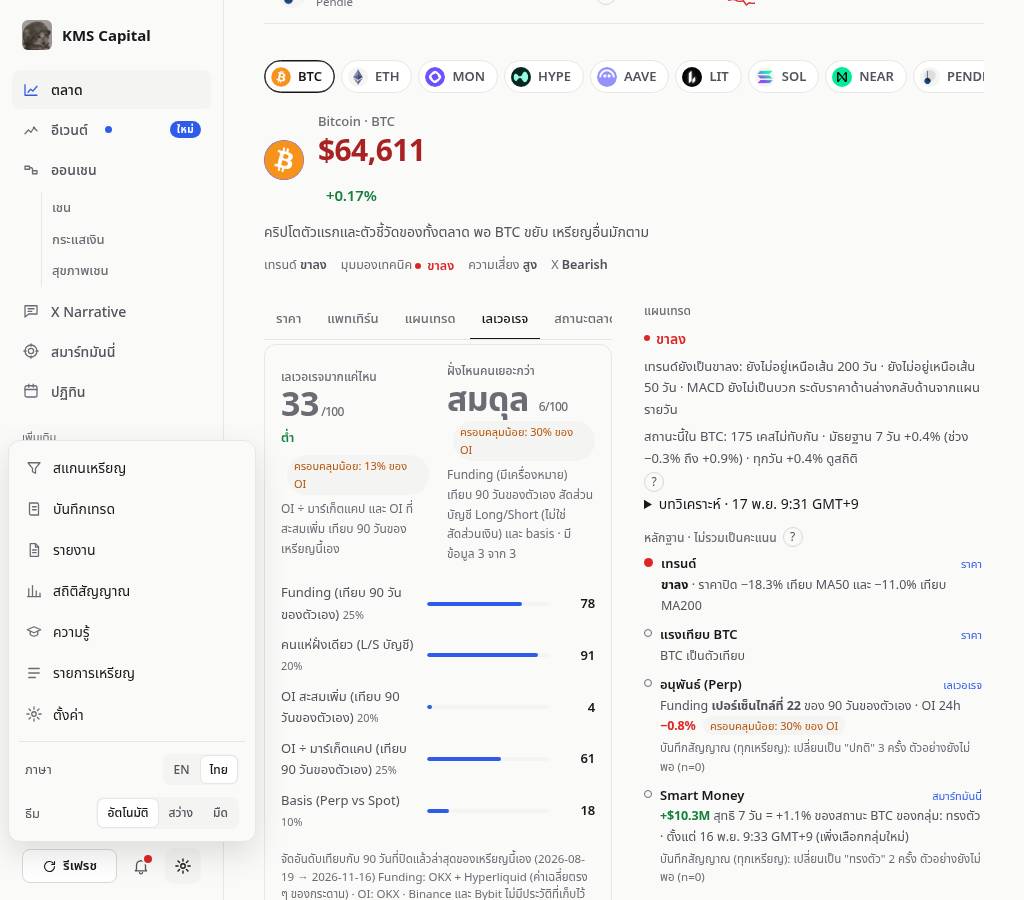 KMS Capital
ตลาด
อีเวนต์
ใหม่
ออนเชน
เชน
กระแสเงิน
สุขภาพเชน
X Narrative
สมาร์ทมันนี่
ปฏิทิน
เพิ่มเติม
สแกนเหรียญ
บันทึกเทรด
รายงาน
สถิติสัญญาณ
ความรู้
รายการเหรียญ
ตั้งค่า
ภาษา
EN ไทย
ธีม
อัตโนมัติ สว่าง มืด
รีเฟรช
Pendle
BTC ETH MON HYPE AAVE LIT SOL NEAR PENDI
Bitcoin · BTC
$64,611
+0.17%
คริปโตตัวแรกและตัวชี้วัดของทั้งตลาด พอ BTC ขยับ เหรียญอื่นมักตาม
เทรนด์ ขาลง มุมมองเทคนิค ขาลง ความเสี่ยง สูง X Bearish
ราคา แพทเทิร์น แผนเทรด เลเวอเรจ สถานะตลาด
เลเวอเรจมากแค่ไหน
33/100
ต่ำ
ครอบคลุมน้อย: 13% ของ
OI
OI ÷ มาร์เก็ตแคป และ OI ที่
สะสมเพิ่ม เทียบ 90 วันของ
เหรียญนี้เอง
ฝั่งไหนคนเยอะกว่า
สมดุล 6/100
ครอบคลุมน้อย: 30% ของ
OI
Funding (มีเครื่องหมาย)
เทียบ 90 วันของตัวเอง สัดส่วน
บัญชี Long/Short (ไม่ใช่
สัดส่วนเงิน) และ basis · มี
ข้อมูล 3 จาก 3
Funding (เทียบ 90 วัน
ของตัวเอง) 25%
78
คนแห่ฝั่งเดียว (L/S บัญชี)
20%
91
OI สะสมเพิ่ม (เทียบ 90
วันของตัวเอง) 20%
4
OI ÷ มาร์เก็ตแคป (เทียบ
90 วันของตัวเอง) 25%
61
Basis (Perp vs Spot)
10%
18
จัดอันดับเทียบกับ 90 วันที่ปิดแล้วล่าสุดของเหรียญนี้เอง (2026-08-
19 → 2026-11-16) Funding: OKX + Hyperliquid (ค่าเฉลี่ยตรง
ๆ ของกระดาน) · OI: OKX · Binance และ Bybit ไม่มีประวัติที่เก็บไว้
แผนเทรด
ขาลง
เทรนด์ยังเป็นขาลง: ยังไม่อยู่เหนือเส้น 200 วัน · ยังไม่อยู่เหนือเส้น
50 วัน · MACD ยังไม่เป็นบวก ระดับราคาด้านล่างกลับด้านจากแผน
รายวัน
สถานะนี้ใน BTC: 175 เคสไม่ทับกัน · มัธยฐาน 7 วัน +0.4% (ช่วง
−0.3% ถึง +0.9%) · ทุกวัน +0.4% ดูสถิติ
?
บทวิเคราะห์ · 17 พ.ย. 9:31 GMT+9
หลักฐาน · ไม่รวมเป็นคะแนน ?
เทรนด์ ราคา
ขาลง · ราคาปิด −18.3% เทียบ MA50 และ −11.0% เทียบ
MA200
แรงเทียบ BTC ราคา
BTC เป็นตัวเทียบ
อนุพันธ์ (Perp) เลเวอเรจ
Funding เปอร์เซ็นไทล์ที่ 22 ของ 90 วันของตัวเอง · OI 24h
−0.8% ครอบคลุมน้อย: 30% ของ OI
บันทึกสัญญาณ (ทุกเหรียญ): เปลี่ยนเป็น "ปกติ" 3 ครั้ง ตัวอย่างยังไม่
พอ (n=0)
Smart Money สมาร์ทมันนี่
+$10.3M สุทธิ 7 วัน = +1.1% ของสถานะ BTC ของกลุ่ม: ทรงตัว
· ตั้งแต่ 16 พ.ย. 9:33 GMT+9 (เพิ่งเลือกกลุ่มใหม่)
บันทึกสัญญาณ (ทุกเหรียญ): เปลี่ยนเป็น "ทรงตัว" 2 ครั้ง ตัวอย่างยังไม่
พอ (n=0)